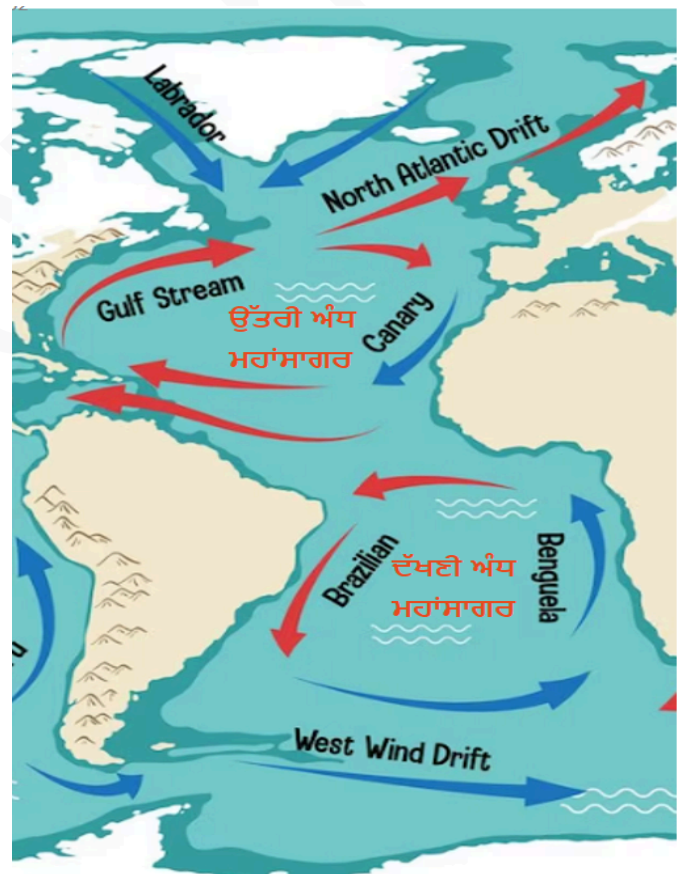 Labrador
North Atlantic Drift
Gulf Stream
ਉੱਤਰੀ ਅੰਧ
ਮਹਾਂਸਾਗਰ
Canary
Brazilian
ਦੱਖਣੀ ਅੰਧ
ਮਹਾਂਸਾਗਰ
Benguela
West Wind Drift